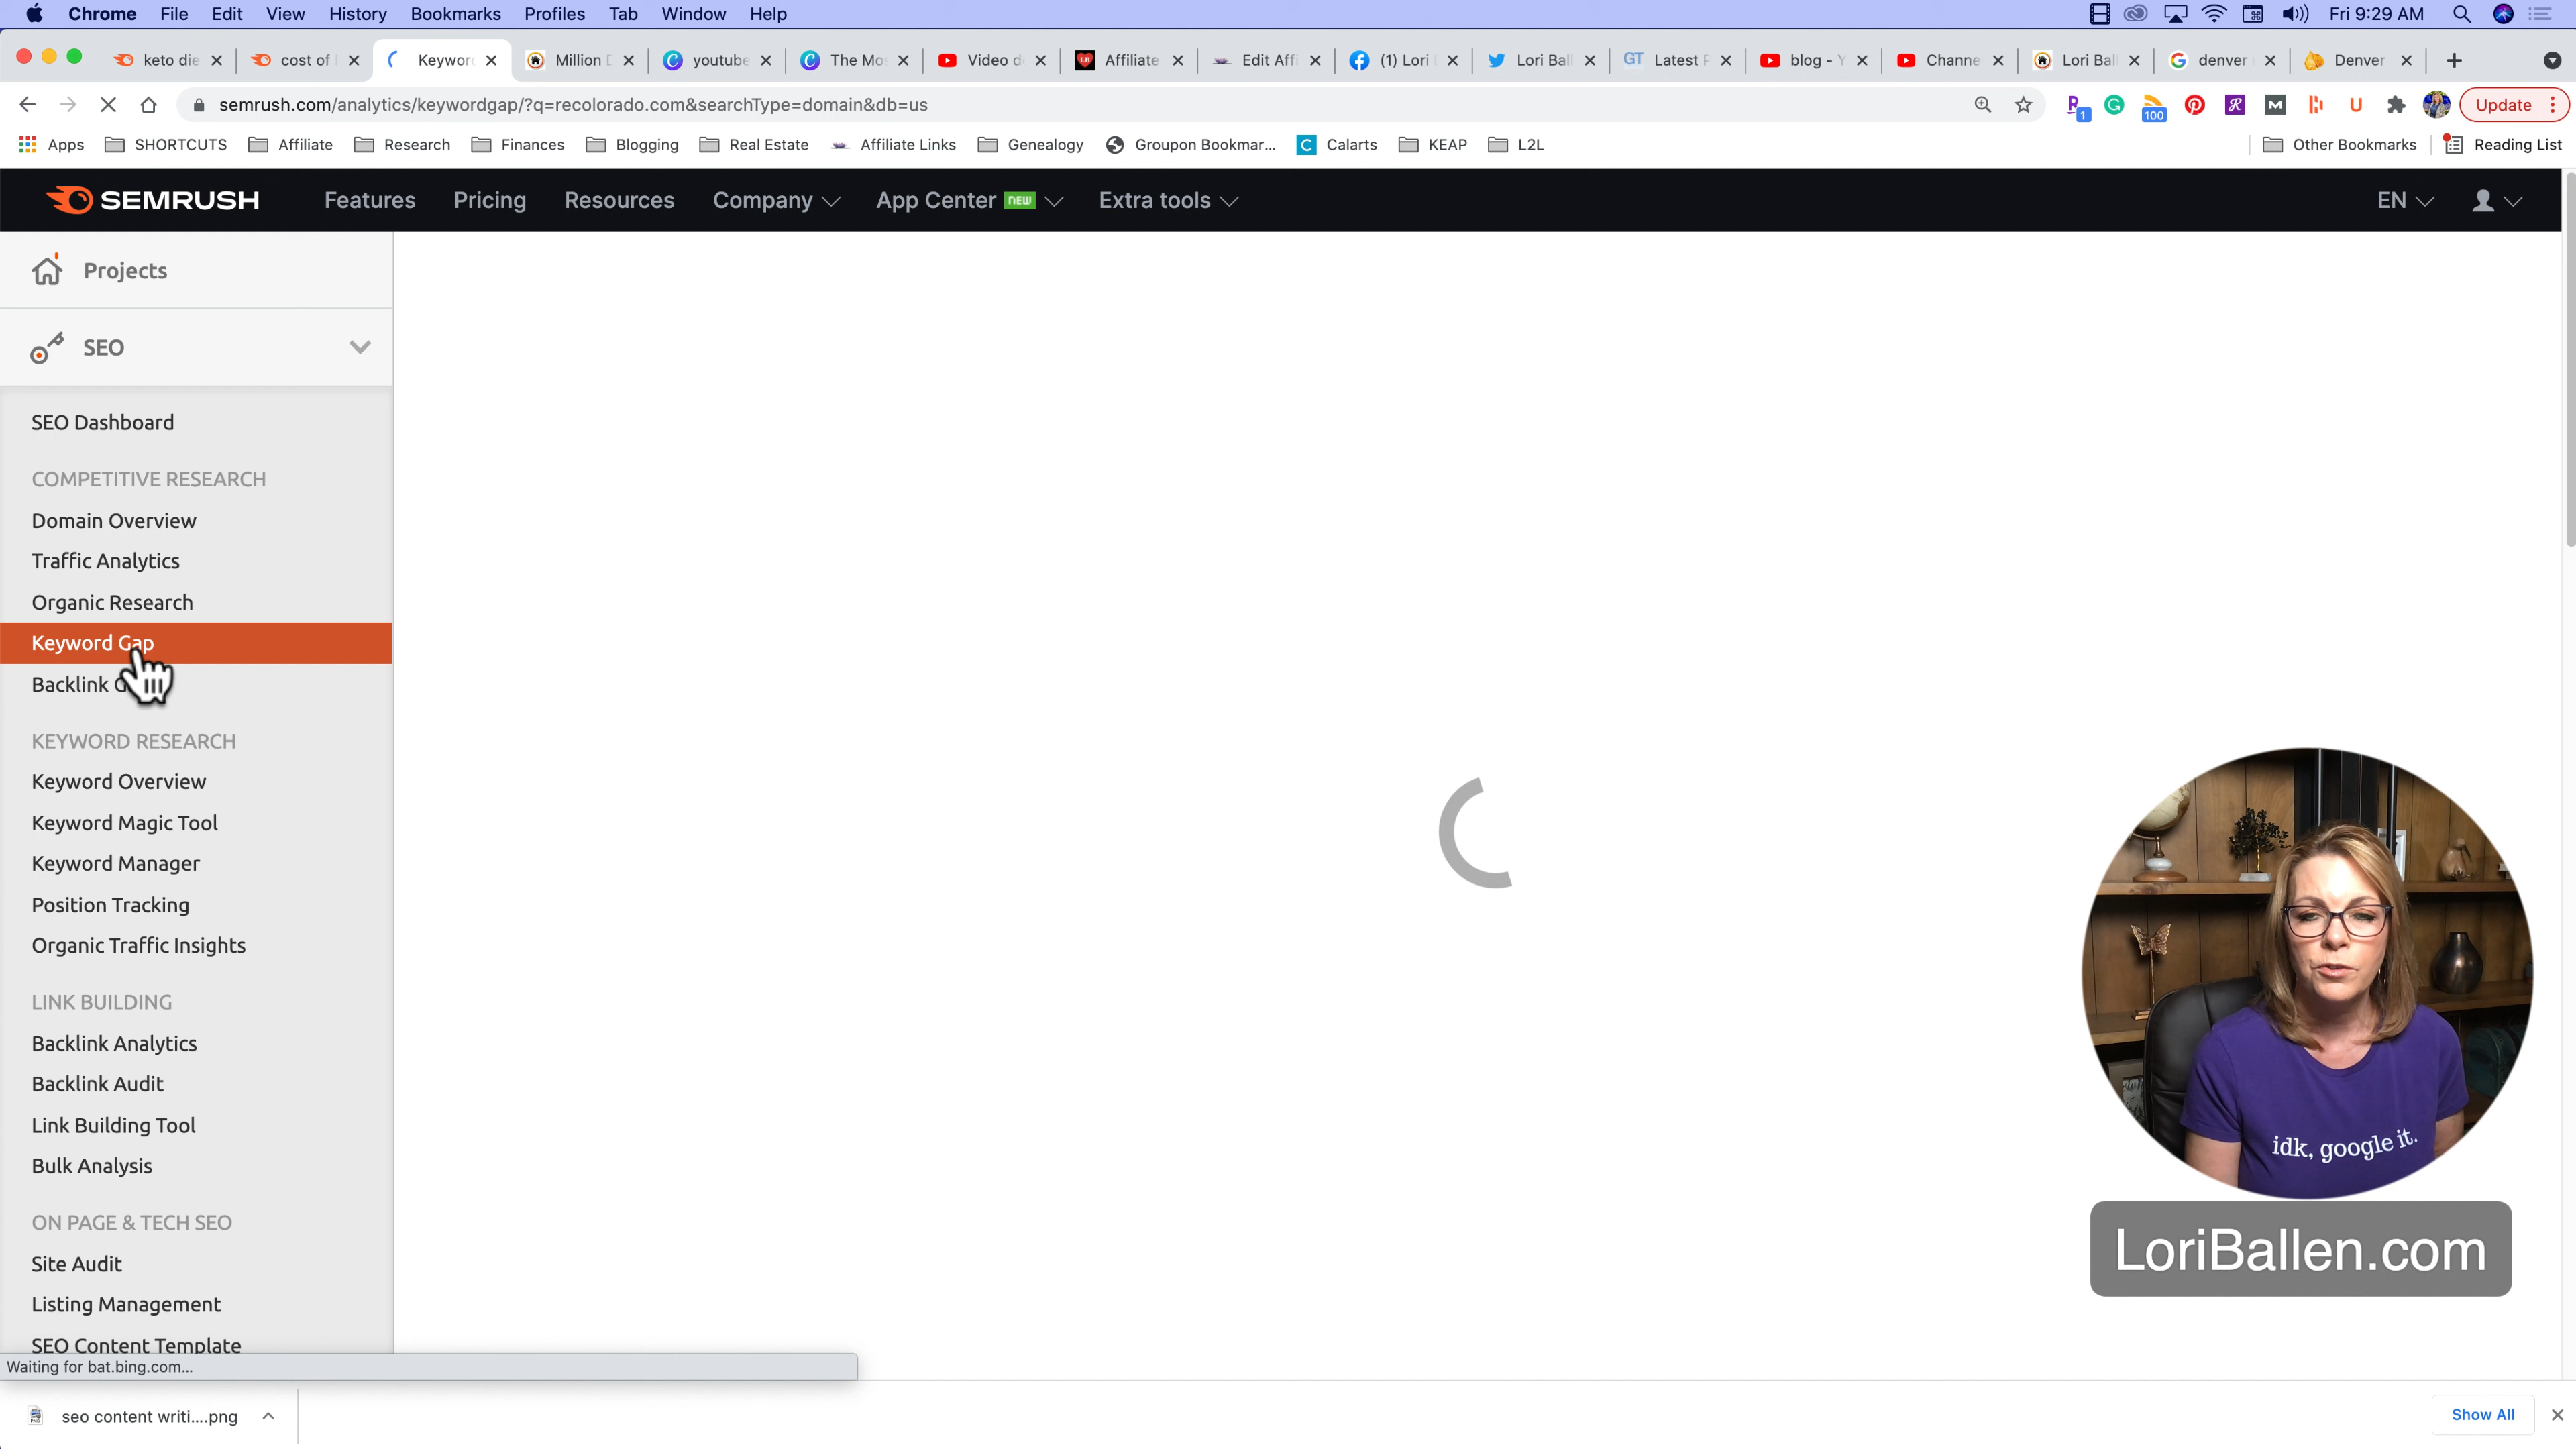 Chrome File Edit View History Bookmarks Profiles Tab Window Help Fri 9:29 AM
keto die cost of Keywor Million D youtube The Mo Video d Affiliate Edit Affi (1) Lori Lori Ball Latest P blog - Y Channe Lori Bal denver Denver
semrush.com/analytics/keywordgap/?q=recolorado.com&searchType=domain&db=us 1 100 Update
Apps SHORTCUTS Affiliate Research Finances Blogging Real Estate Affiliate Links Genealogy Groupon Bookmar... Calarts KEAP L2L Other Bookmarks Reading List
SEMRUSH Features Pricing Resources Company App Center NEW Extra tools EN
Projects
SEO
SEO Dashboard
COMPETITIVE RESEARCH
Domain Overview
Traffic Analytics
Organic Research
Keyword Gap
Backlink
KEYWORD RESEARCH
Keyword Overview
Keyword Magic Tool
Keyword Manager
Position Tracking
Organic Traffic Insights
LINK BUILDING
Backlink Analytics
Backlink Audit
Link Building Tool
Bulk Analysis
ON PAGE & TECH SEO
Site Audit
Listing Management
SEO Content Template
Waiting for bat.bing.com...
idk, google it.
LoriBallen.com
seo content writi....png
Show All